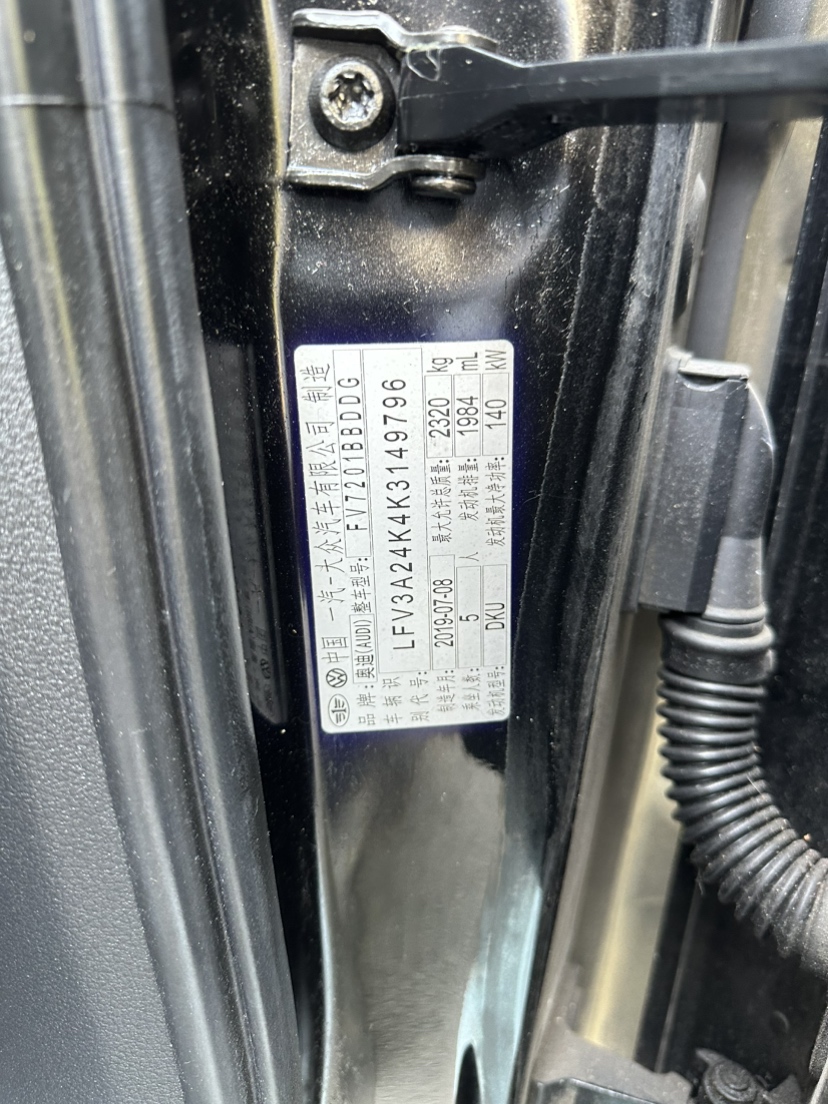 中国 一汽-大众汽车有限公司 制造
品牌: 奥迪(AUDI) 整车型号: FV7201BBDDG
车辆识别代号: LFV3A24K4K3149796
制造年月: 2019-07-08 最大允许总质量: 2320 kg
乘坐人数: 5 人 发动机排量: 1984 mL
发动机型号: DKU 发动机最大净功率: 140 kW